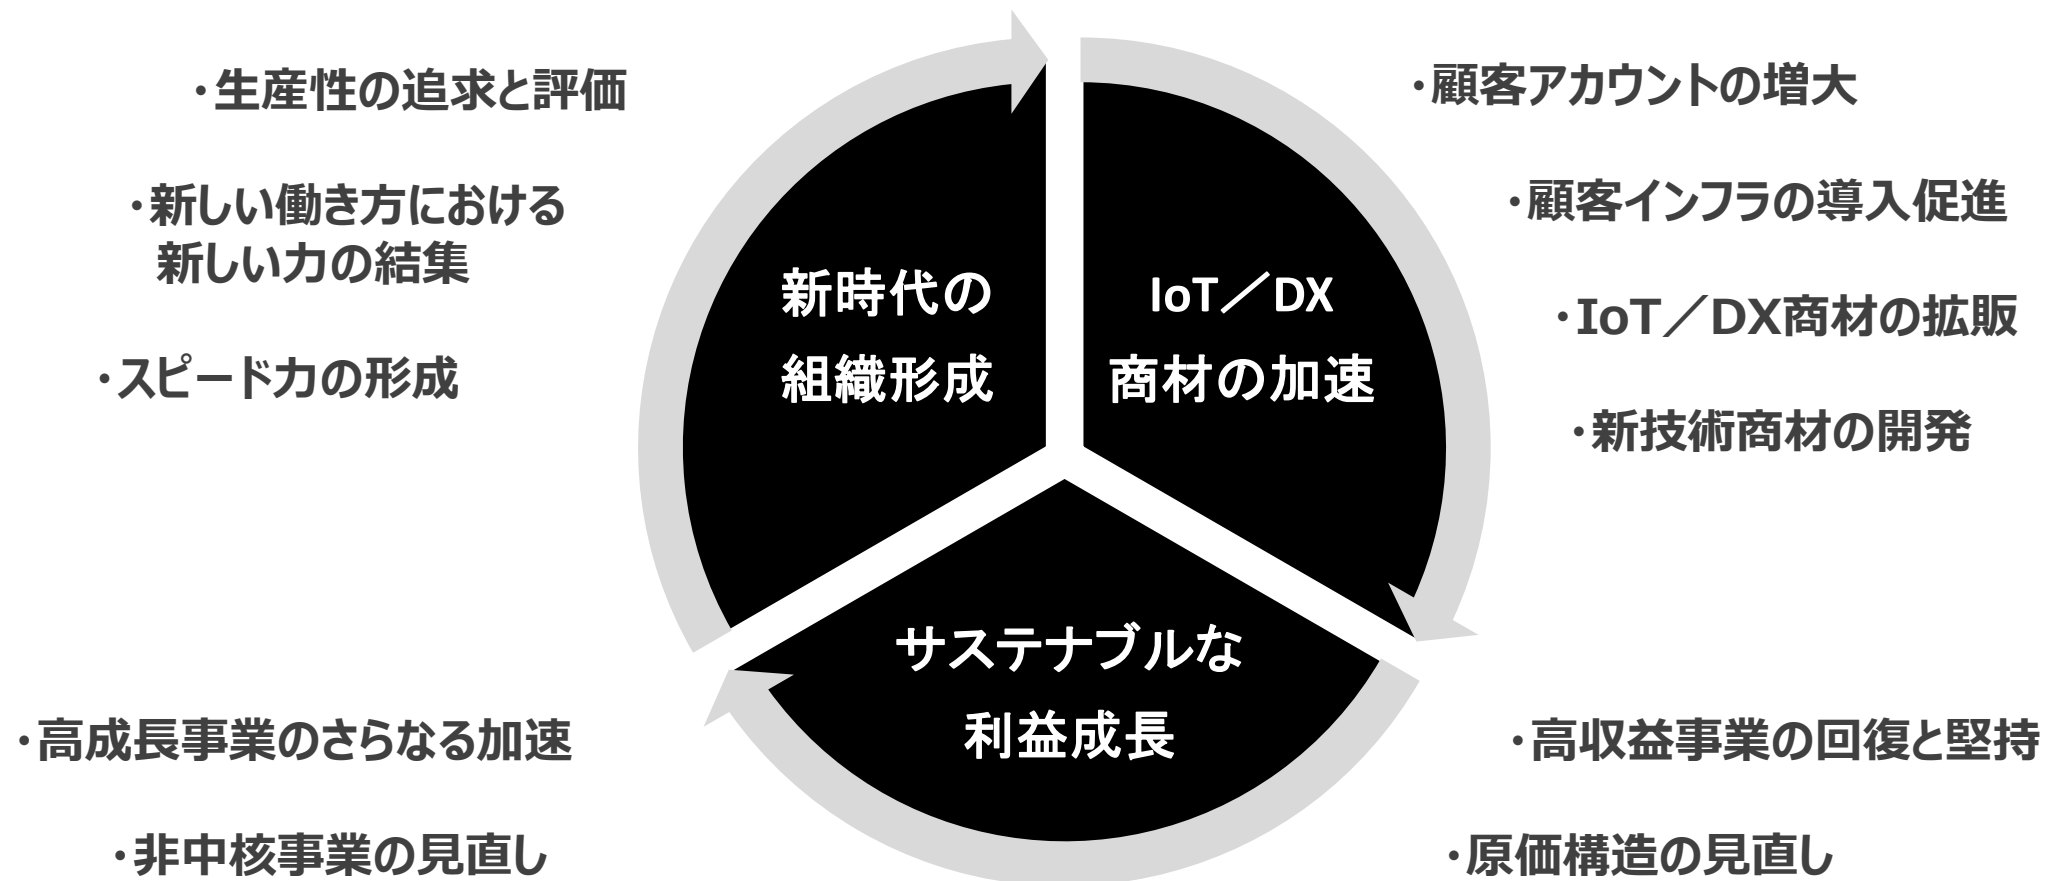 ・生産性の追求と評価
・新しい働き方における
新しい力の結集
・スピード力の形成
新時代の
組織形成
IoT／DX
商材の加速
・顧客アカウントの増大
・顧客インフラの導入促進
・IoT／DX商材の拡販
・新技術商材の開発
サステナブルな
利益成長
・高成長事業のさらなる加速
・非中核事業の見直し
・高収益事業の回復と堅持
・原価構造の見直し